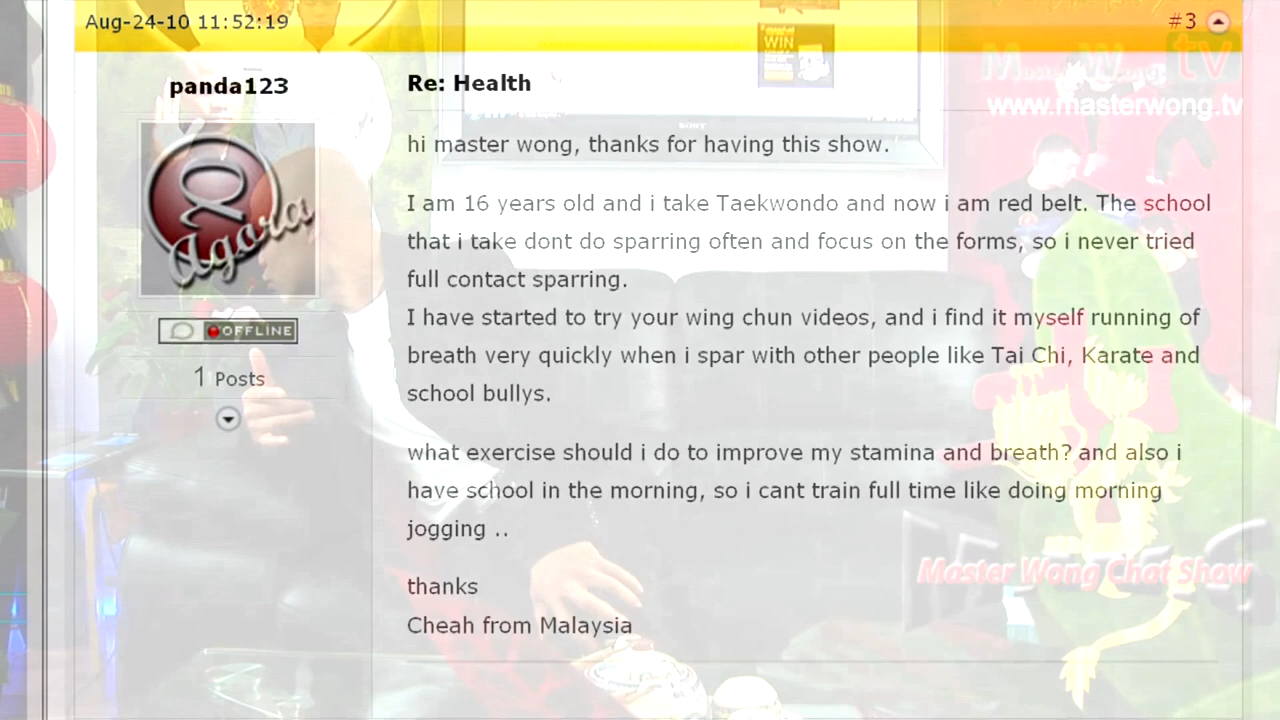 Aug-24-10 11:52:19
#3
panda123
Agora
OFFLINE
1 Posts
Re: Health
hi master wong, thanks for having this show.
I am 16 years old and i take Taekwondo and now i am red belt. The school
that i take dont do sparring often and focus on the forms, so i never tried
full contact sparring.
I have started to try your wing chun videos, and i find it myself running of
breath very quickly when i spar with other people like Tai Chi, Karate and
school bullys.
what exercise should i do to improve my stamina and breath? and also i
have school in the morning, so i cant train full time like doing morning
jogging ..
thanks
Cheah from Malaysia
WIN
SONY
Master Wong tv
www.masterwong.tv
Master Wong Chat Show